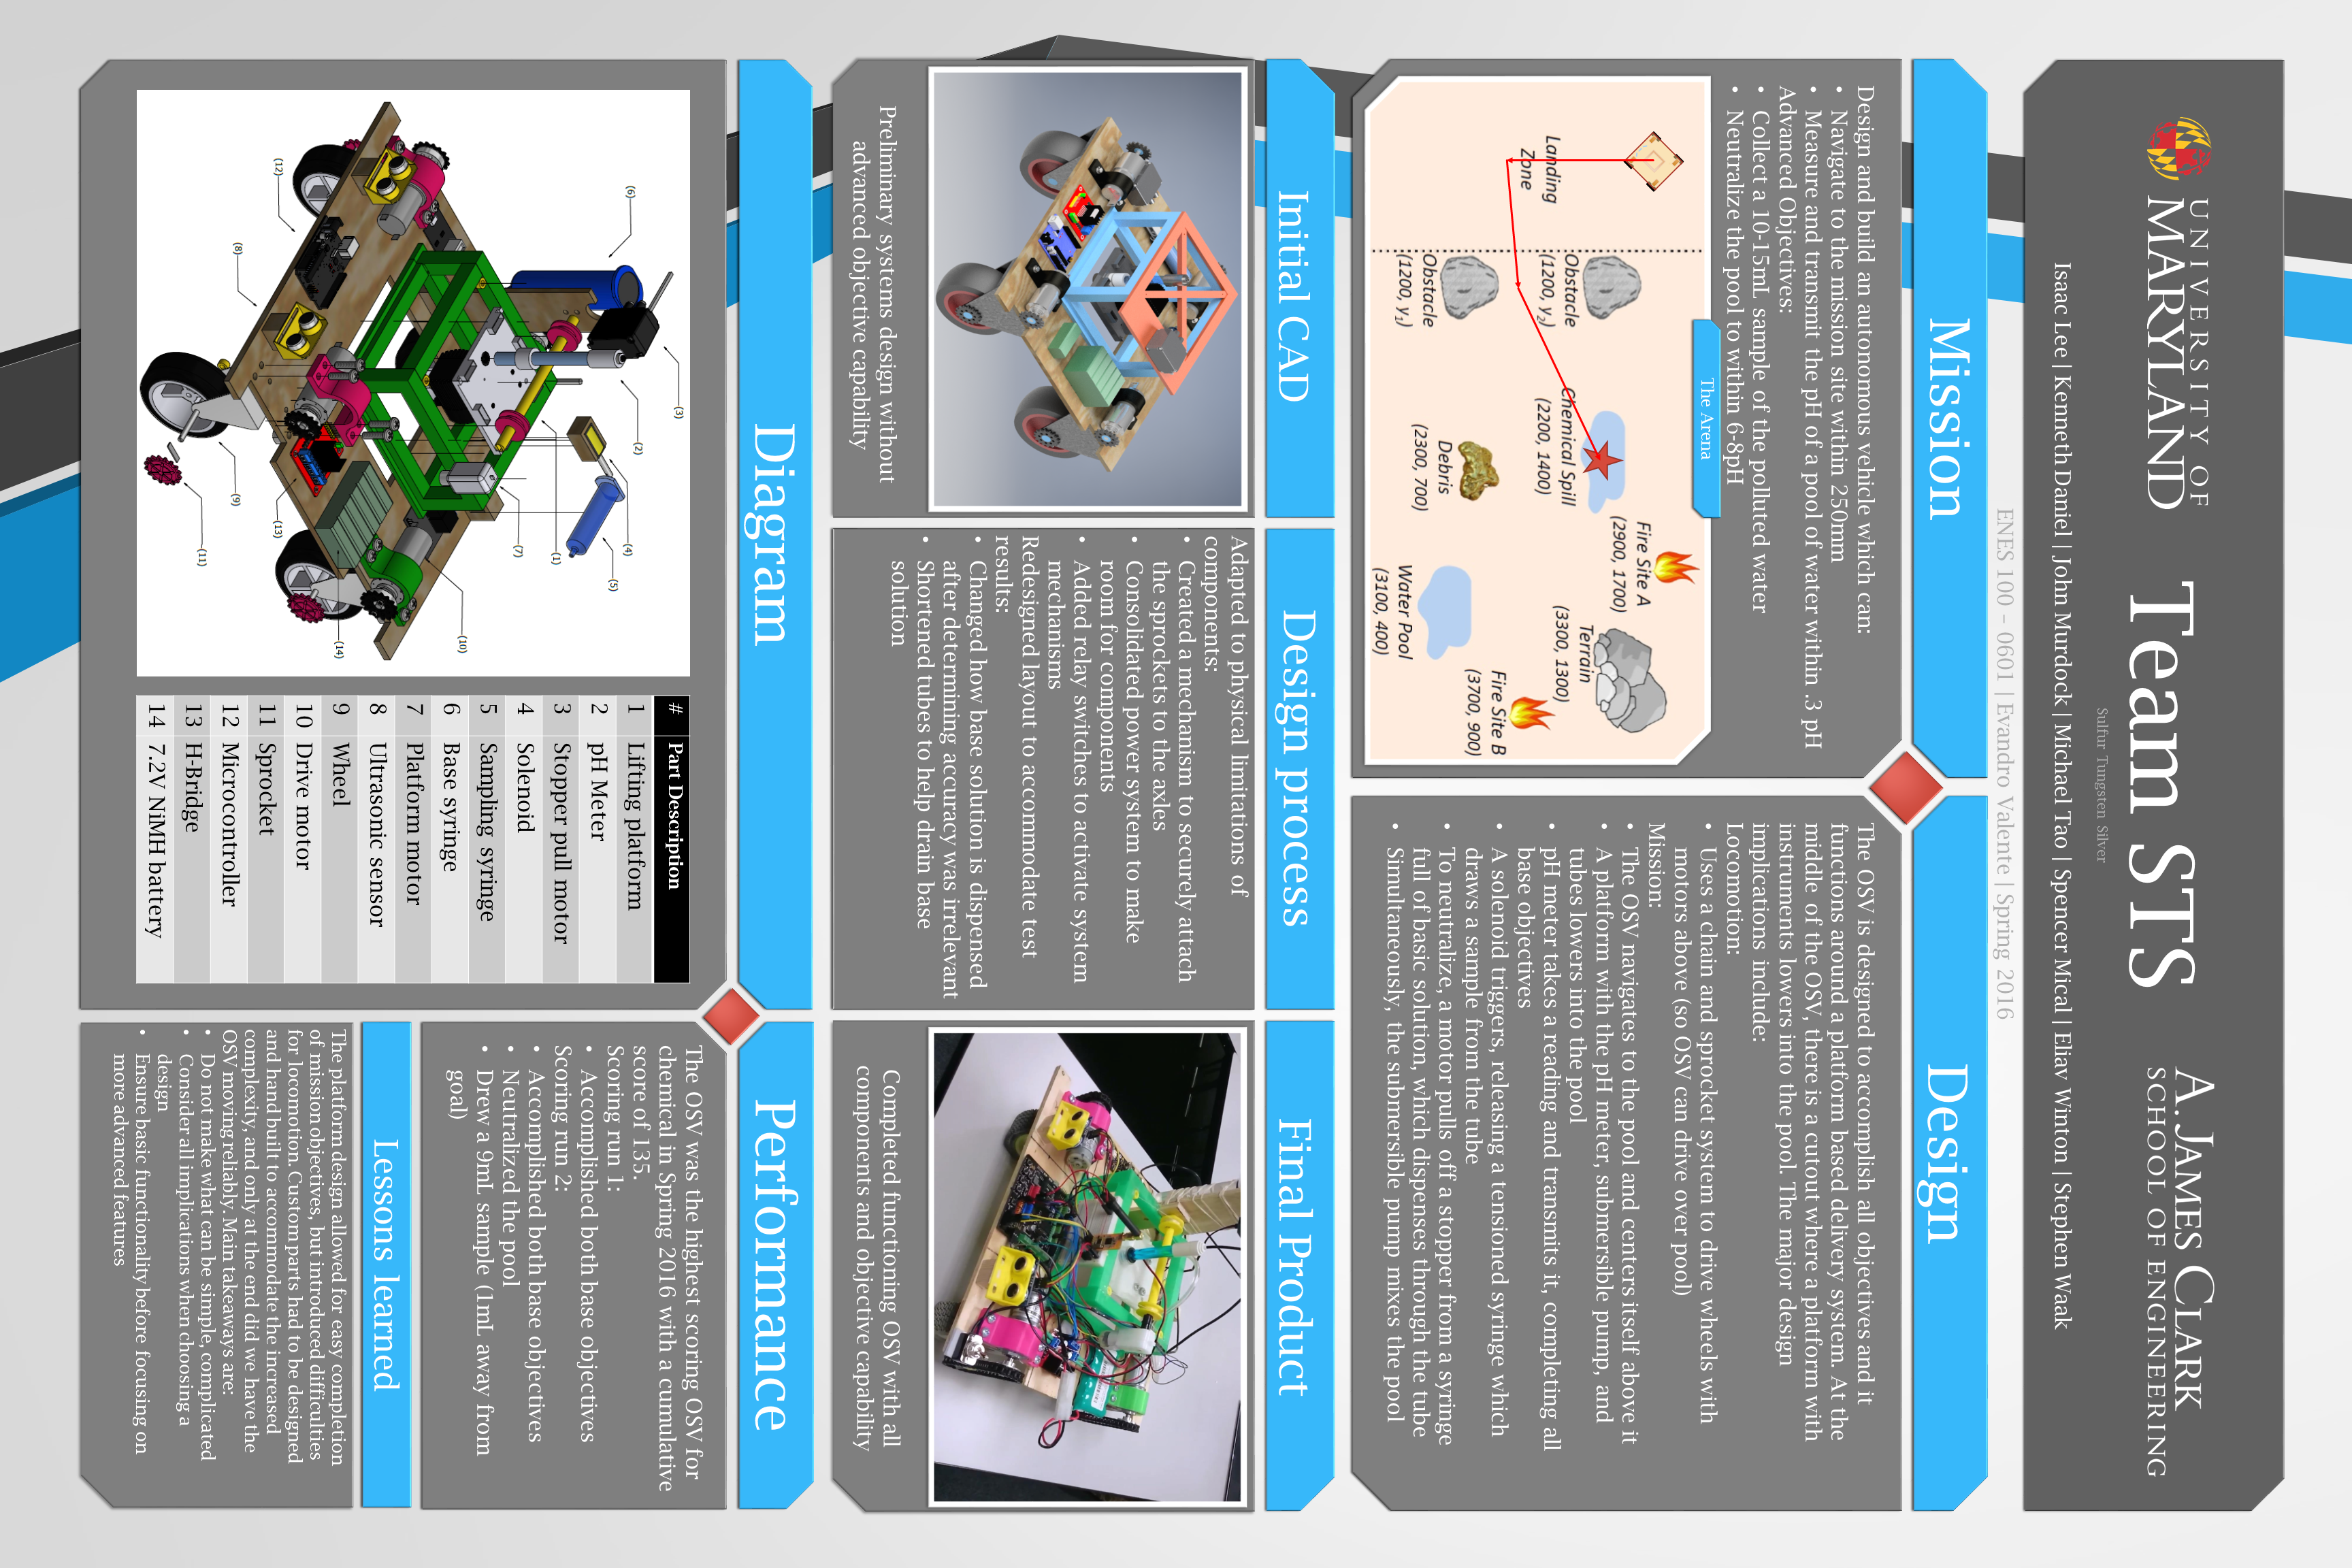 UNIVERSITY OF
MARYLAND
Team STS
Sulfur Tungsten Silver
A. JAMES CLARK
SCHOOL OF ENGINEERING
Isaac Lee | Kenneth Daniel | John Murdock | Michael Tao | Spencer Mical | Eliav Winton | Stephen Waak
ENES 100 – 0601 | Evandro Valente | Spring 2016
Mission
Design and build an autonomous vehicle which can:
• Navigate to the mission site within 250mm
• Measure and transmit the pH of a pool of water within .3 pH
Advanced Objectives:
• Collect a 10-15mL sample of the polluted water
• Neutralize the pool to within 6-8pH
The Arena
Landing
Zone
Obstacle
(1200, y₂)
Obstacle
(1200, y₁)
Chemical Spill
(2200, 1400)
Debris
(2300, 700)
Fire Site A
(2900, 1700)
Terrain
(3300, 1300)
Water Pool
(3100, 400)
Fire Site B
(3700, 900)
Design
The OSV is designed to accomplish all objectives and it
functions around a platform based delivery system. At the
middle of the OSV, there is a cutout where a platform with
instruments lowers into the pool. The major design
implications include:
Locomotion:
• Uses a chain and sprocket system to drive wheels with
motors above (so OSV can drive over pool)
Mission:
• The OSV navigates to the pool and centers itself above it
• A platform with the pH meter, submersible pump, and
tubes lowers into the pool
• pH meter takes a reading and transmits it, completing all
base objectives
• A solenoid triggers, releasing a tensioned syringe which
draws a sample from the tube
• To neutralize, a motor pulls off a stopper from a syringe
full of basic solution, which dispenses through the tube
• Simultaneously, the submersible pump mixes the pool
Initial CAD
Preliminary systems design without
advanced objective capability
Design process
Adapted to physical limitations of
components:
• Created a mechanism to securely attach
the sprockets to the axles
• Consolidated power system to make
room for components
• Added relay switches to activate system
mechanisms
Redesigned layout to accommodate test
results:
• Changed how base solution is dispensed
after determining accuracy was irrelevant
• Shortened tubes to help drain base
solution
Final Product
Completed functioning OSV with all
components and objective capability
Diagram
(6)
(3)
(2)
(12)
(8)
(4)
(1)
(5)
(7)
(9)
(13)
(11)
(10)
(14)
# Part Description
1 Lifting platform
2 pH Meter
3 Stopper pull motor
4 Solenoid
5 Sampling syringe
6 Base syringe
7 Platform motor
8 Ultrasonic sensor
9 Wheel
10 Drive motor
11 Sprocket
12 Microcontroller
13 H-Bridge
14 7.2V NiMH battery
Performance
The OSV was the highest scoring OSV for
chemical in Spring 2016 with a cumulative
score of 135.
Scoring run 1:
• Accomplished both base objectives
Scoring run 2:
• Accomplished both base objectives
• Neutralized the pool
• Drew a 9mL sample (1mL away from
goal)
Lessons learned
The platform design allowed for easy completion
of mission objectives, but introduced difficulties
for locomotion. Custom parts had to be designed
and hand built to accommodate the increased
complexity, and only at the end did we have the
OSV moving reliably. Main takeaways are:
• Do not make what can be simple, complicated
• Consider all implications when choosing a
design
• Ensure basic functionality before focusing on
more advanced features